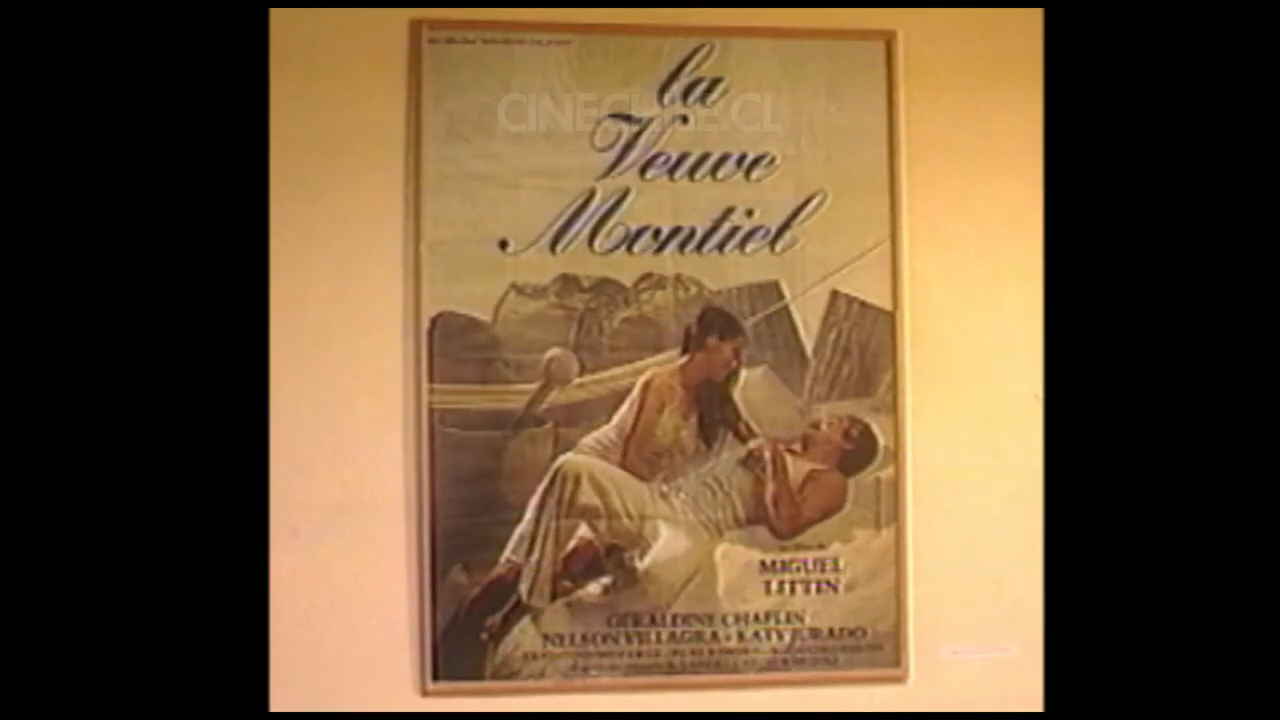 la
CINECHILE.CL
Veuve
Montiel
MIGUEL
LITTIN
GERALDINE CHAPLIN
NELSON VILLAGRA • KATY JURADO